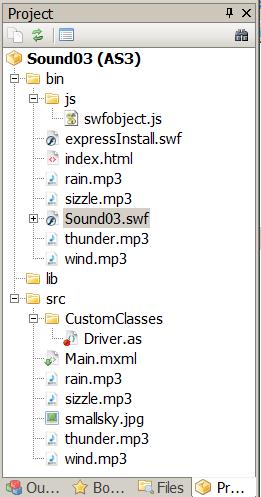 Project
Sound03 (AS3)
bin
js
swfobject.js
expressInstall.swf
index.html
rain.mp3
sizzle.mp3
Sound03.swf
thunder.mp3
wind.mp3
lib
src
CustomClasses
Driver.as
Main.mxml
rain.mp3
sizzle.mp3
smallsky.jpg
thunder.mp3
wind.mp3
Ou... Bo... Files Pr...